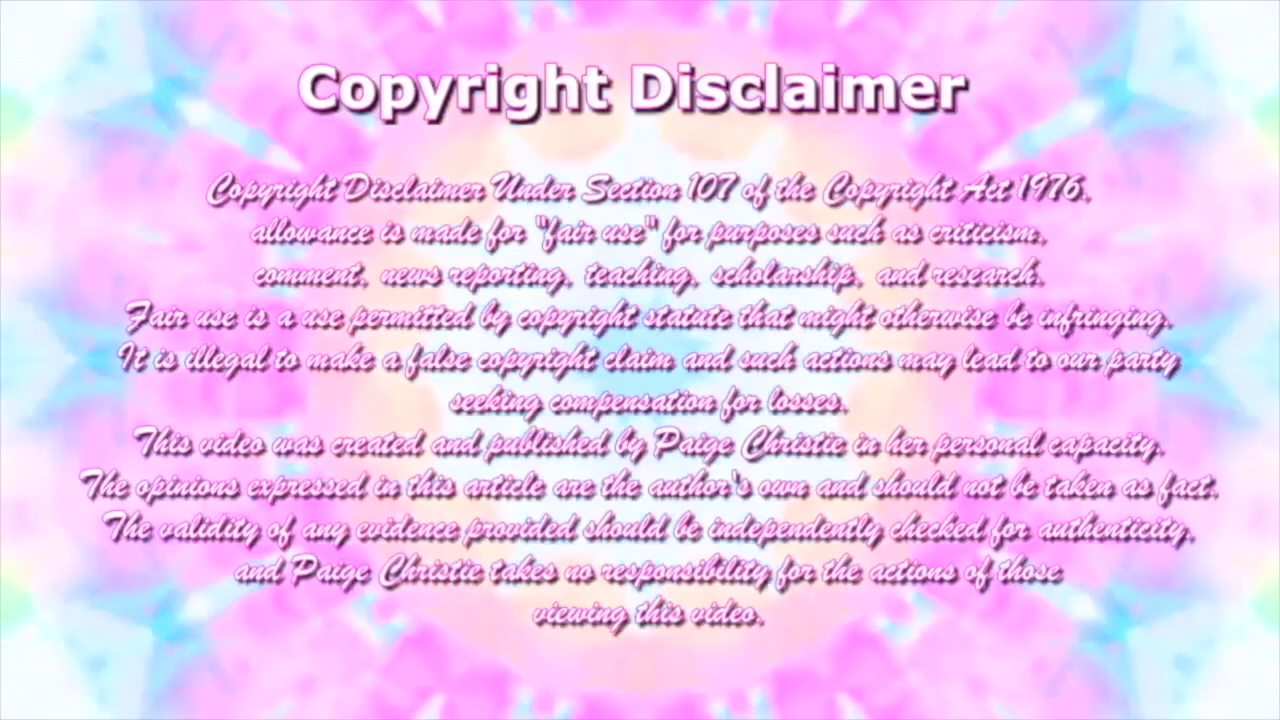 Copyright Disclaimer
Copyright Disclaimer Under Section 107 of the Copyright Act 1976,
allowance is made for "fair use" for purposes such as criticism,
comment, news reporting, teaching, scholarship, and research.
Fair use is a use permitted by copyright statute that might otherwise be infringing.
It is illegal to make a false copyright claim and such actions may lead to our party
seeking compensation for losses.
This video was created and published by Paige Christie in her personal capacity.
The opinions expressed in this article are the author's own and should not be taken as fact.
The validity of any evidence provided should be independently checked for authenticity,
and Paige Christie takes no responsibility for the actions of those
viewing this video.